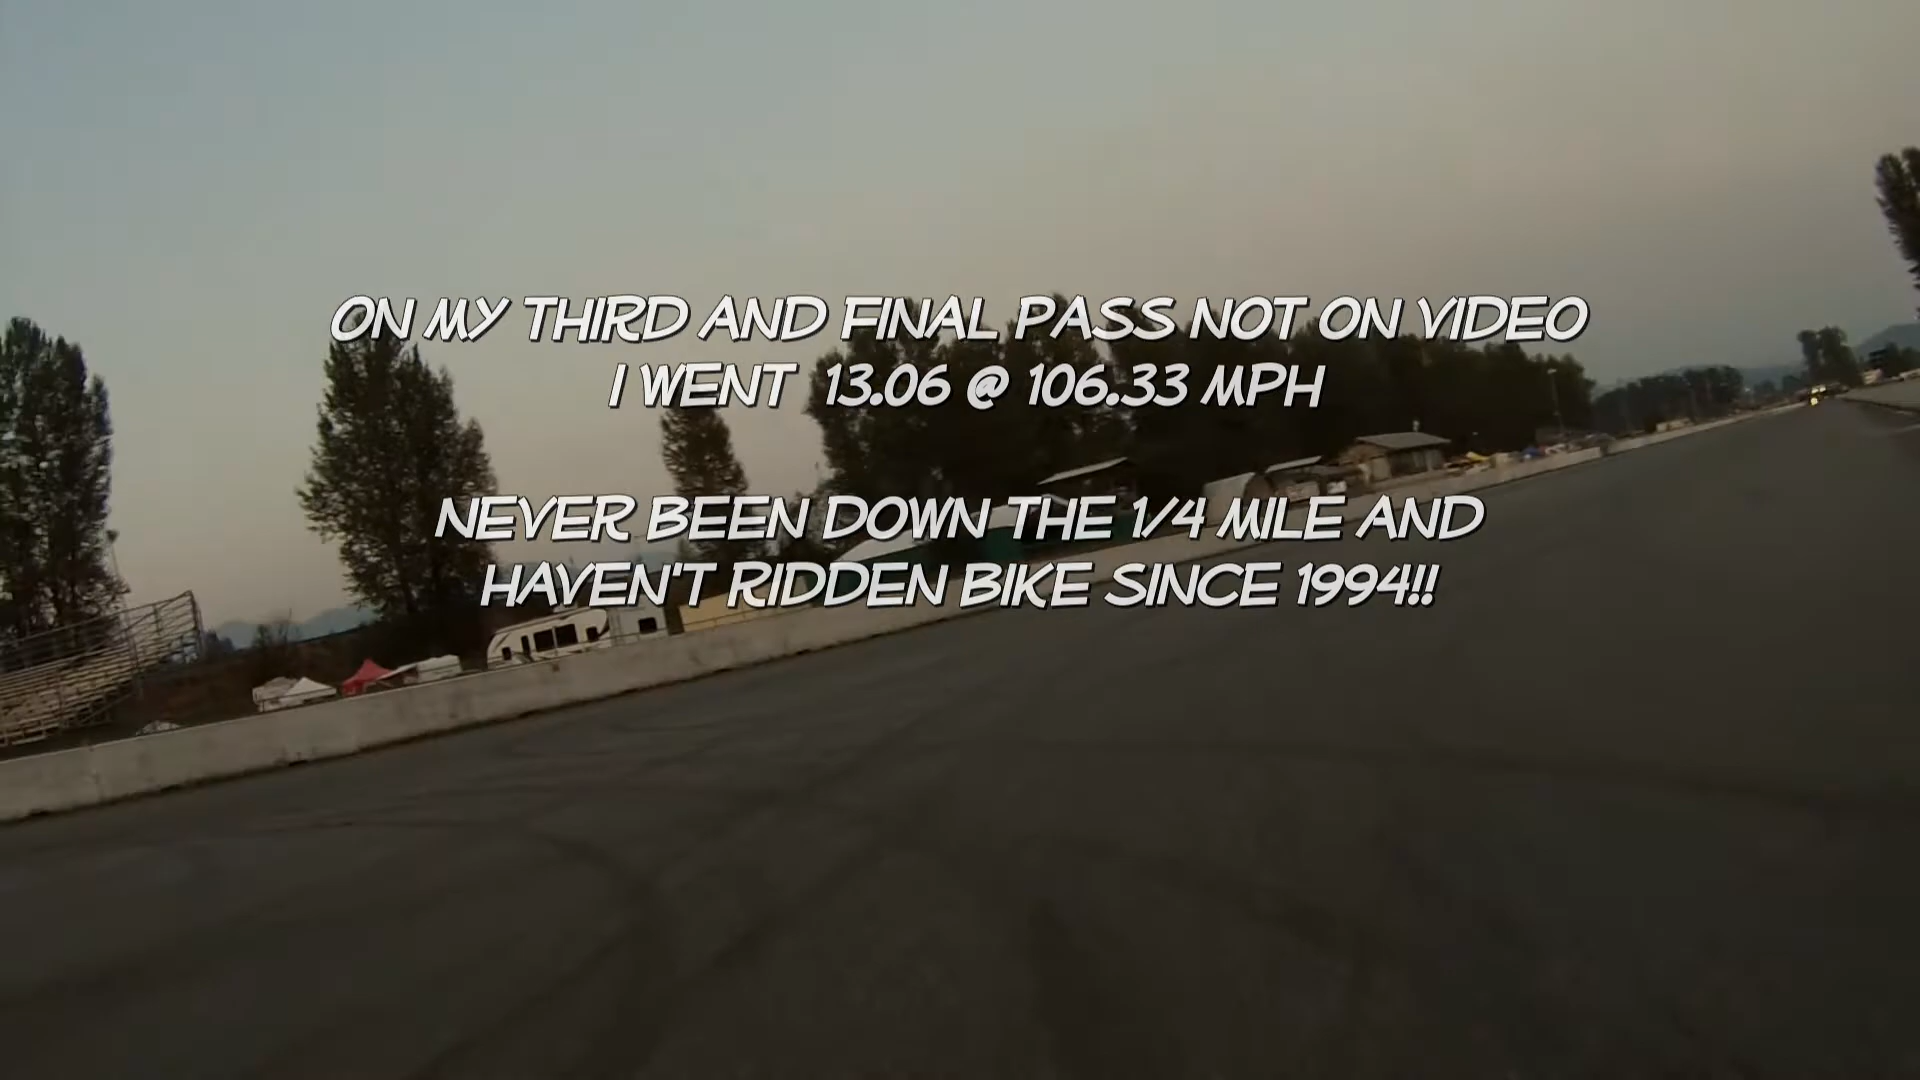 ON MY THIRD AND FINAL PASS NOT ON VIDEO
I WENT 13.06 @ 106.33 MPH
NEVER BEEN DOWN THE 1/4 MILE AND
HAVEN'T RIDDEN BIKE SINCE 1994!!